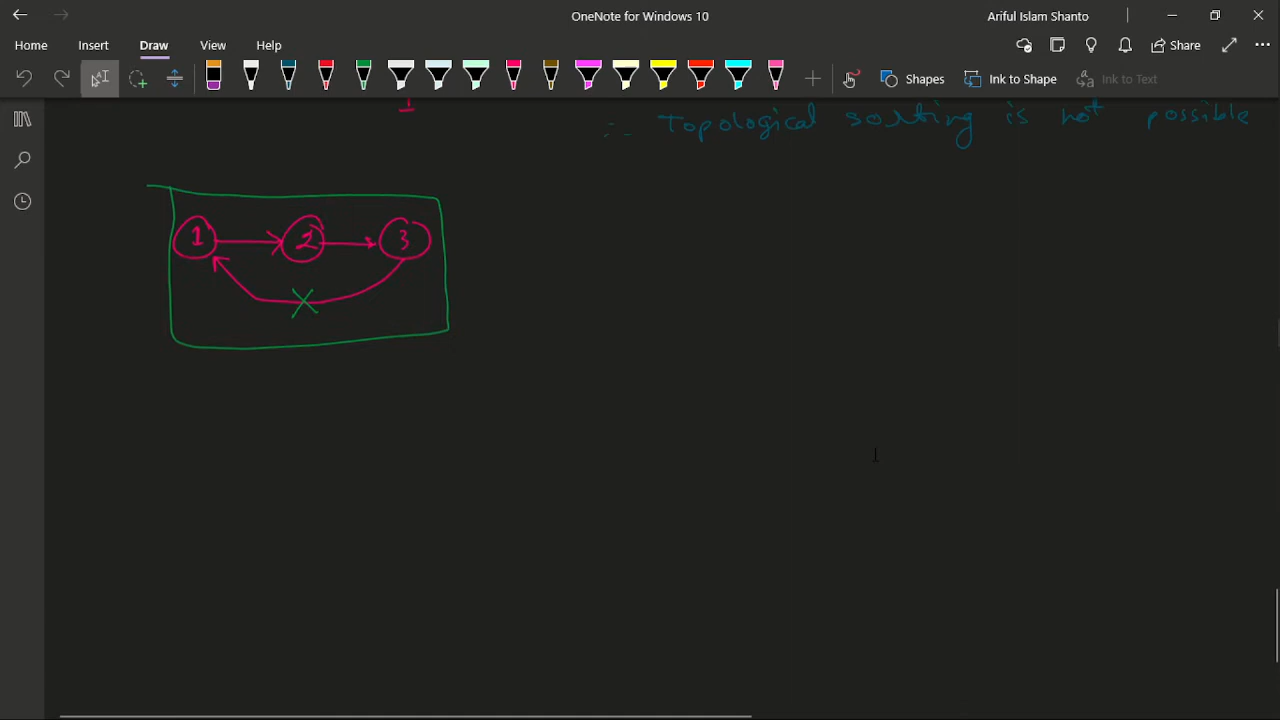 OneNote for Windows 10
Ariful Islam Shanto
Home Insert Draw View Help
Share
Shapes Ink to Shape Ink to Text
1
∴ Topological sorting is not possible
1 2 3